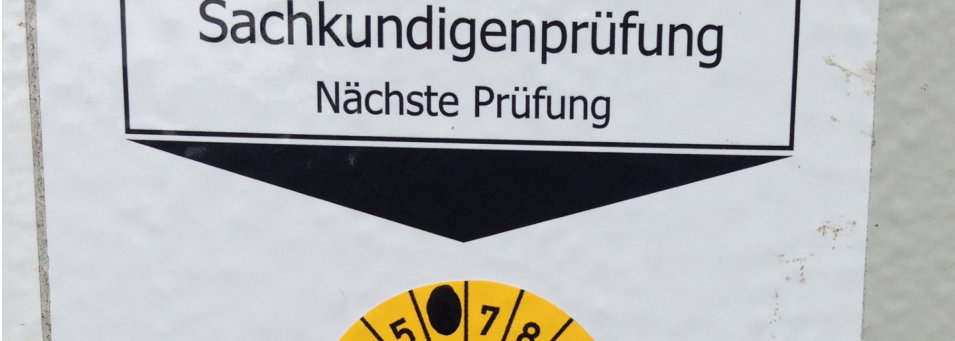 Sachkundigenprüfung
Nächste Prüfung
5 7 8